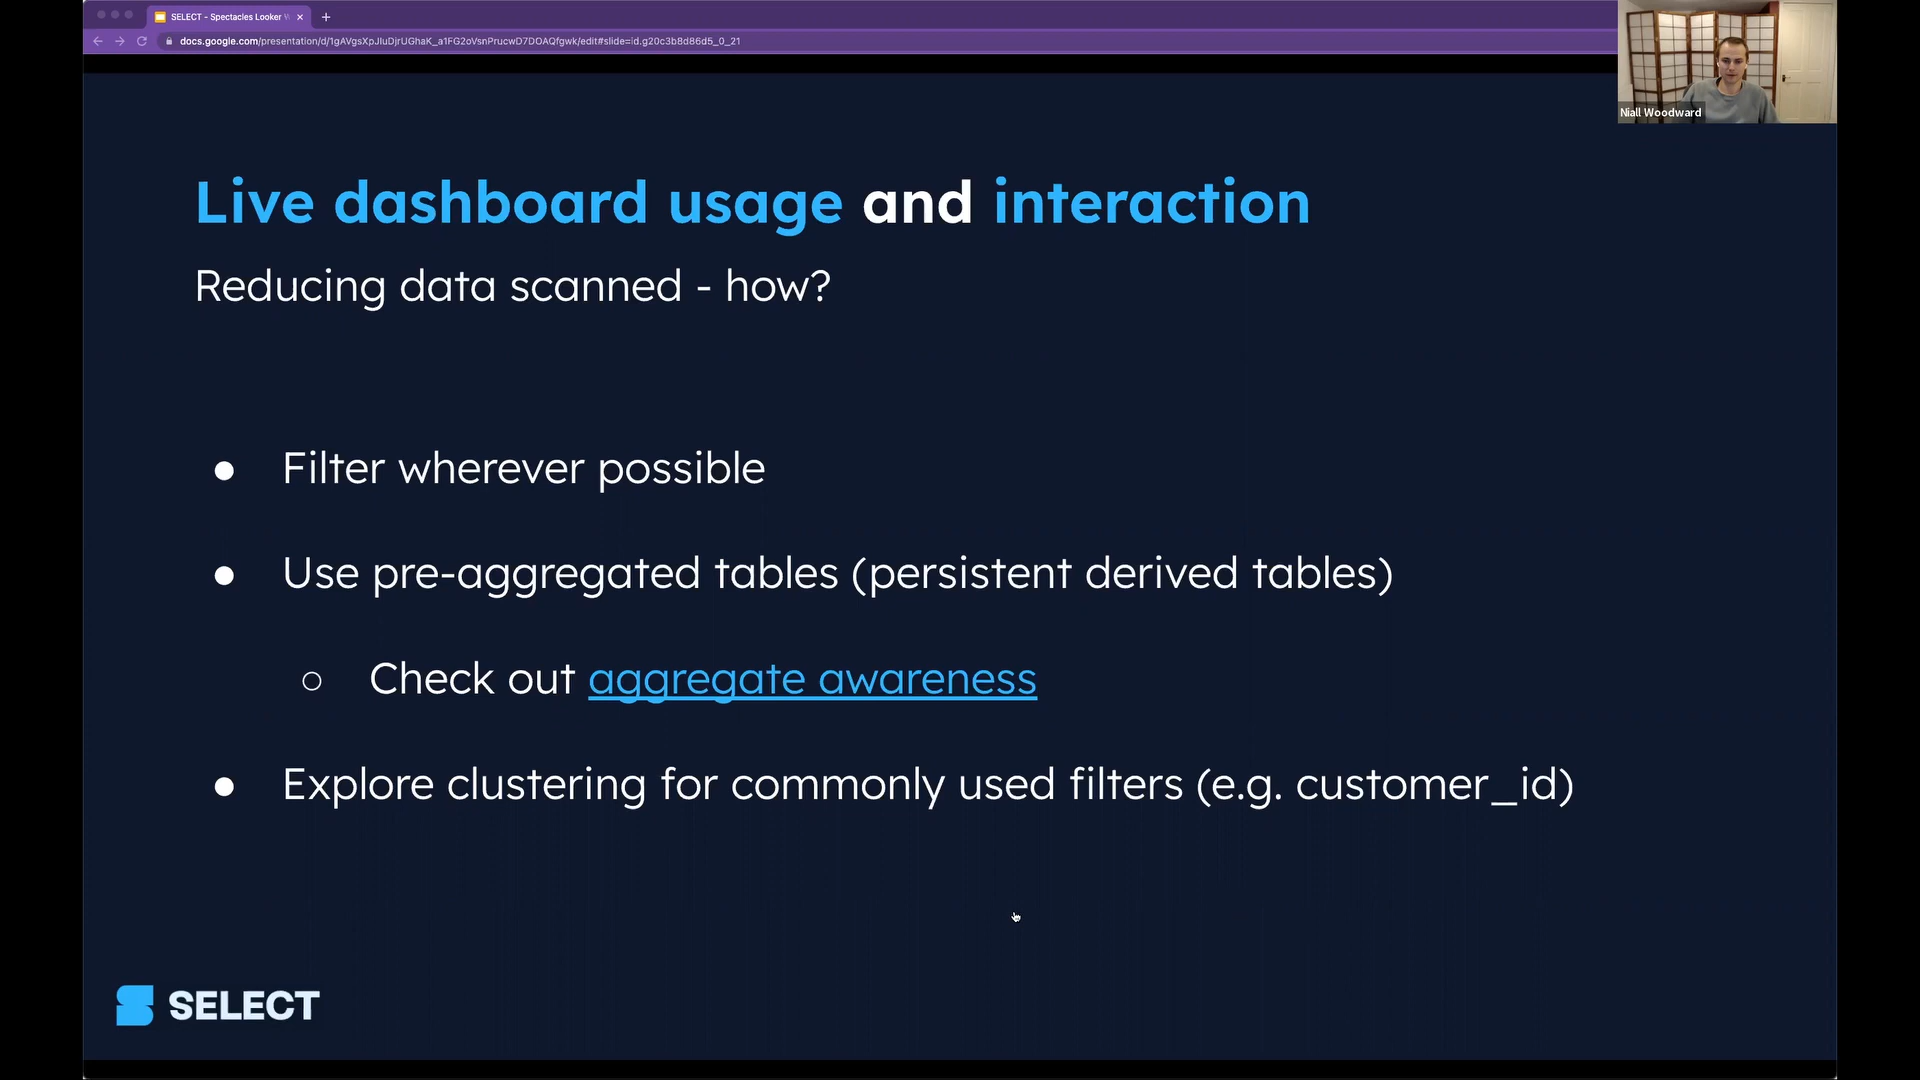 SELECT - Spectacles Looker
docs.google.com/presentation/d/1gAVgsXpJluDjrUGhaK_a1FG2oVsnPrucwD7DOAQfgwk/edit#slide=id.g20c3b8d86d5_0_21
Niall Woodward
Live dashboard usage and interaction
Reducing data scanned - how?
● Filter wherever possible
● Use pre-aggregated tables (persistent derived tables)
○ Check out aggregate awareness
● Explore clustering for commonly used filters (e.g. customer_id)
SELECT